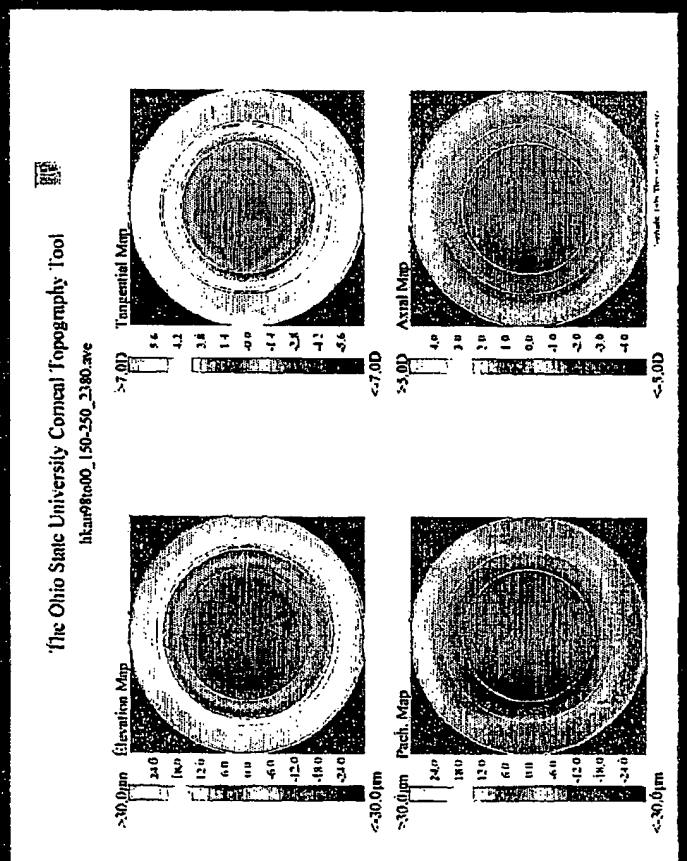 The Ohio State University Corneal Topography Tool
hkan98to00_150-250_2380.ave
Elevation Map
>30.0µm
24.0
18.0
12.0
6.0
0.0
-6.0
-12.0
-18.0
-24.0
<-30.0µm
Tangential Map
>7.0D
5.6
4.2
2.8
1.4
-0.0
-1.4
-2.8
-4.2
-5.6
<-7.0D
Pach. Map
>30.0µm
24.0
18.0
12.0
6.0
0.0
-6.0
-12.0
-18.0
-24.0
<-30.0µm
Axial Map
>5.0D
4.0
3.0
2.0
1.0
0.0
-1.0
-2.0
-3.0
-4.0
<-5.0D